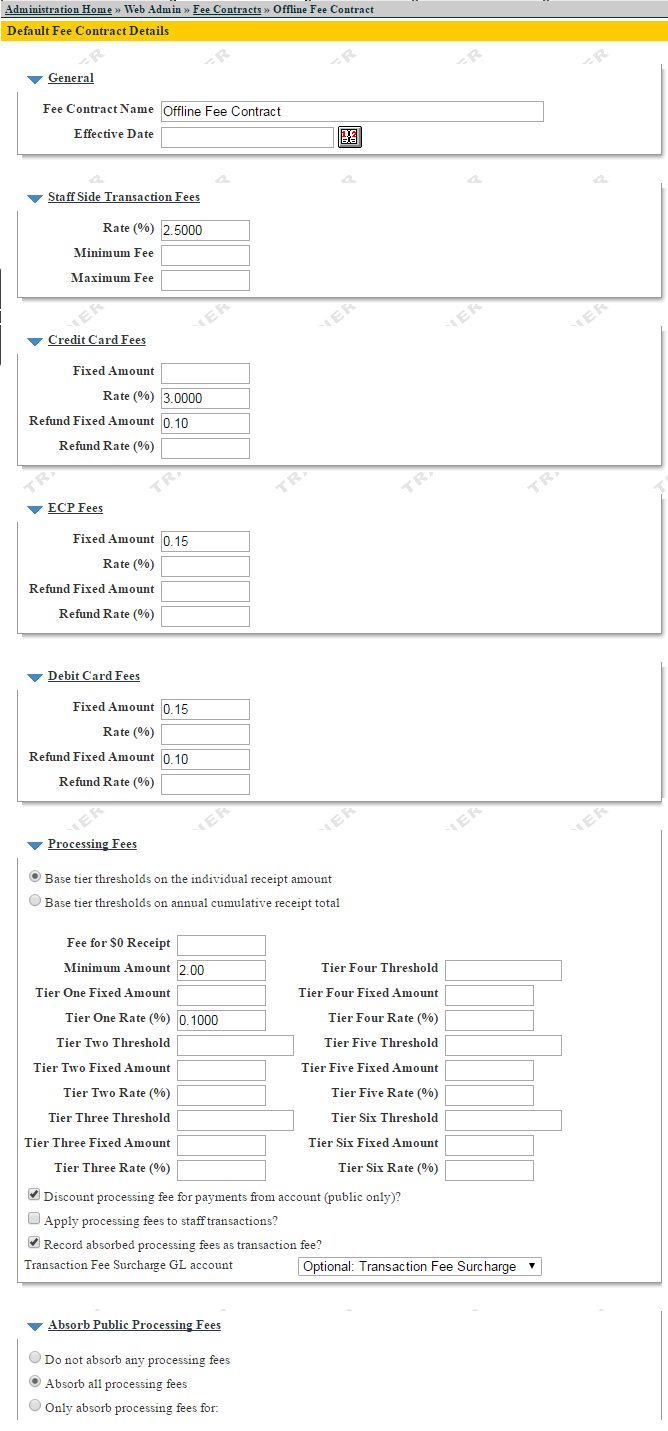 Administration Home » Web Admin » Fee Contracts » Offline Fee Contract
Default Fee Contract Details
General
Fee Contract Name Offline Fee Contract
Effective Date
Staff Side Transaction Fees
Rate (%) 2.5000
Minimum Fee
Maximum Fee
Credit Card Fees
Fixed Amount
Rate (%) 3.0000
Refund Fixed Amount 0.10
Refund Rate (%)
ECP Fees
Fixed Amount 0.15
Rate (%)
Refund Fixed Amount
Refund Rate (%)
Debit Card Fees
Fixed Amount 0.15
Rate (%)
Refund Fixed Amount 0.10
Refund Rate (%)
Processing Fees
Base tier thresholds on the individual receipt amount
Base tier thresholds on annual cumulative receipt total
Fee for $0 Receipt
Minimum Amount 2.00 Tier Four Threshold
Tier One Fixed Amount Tier Four Fixed Amount
Tier One Rate (%) 0.1000 Tier Four Rate (%)
Tier Two Threshold Tier Five Threshold
Tier Two Fixed Amount Tier Five Fixed Amount
Tier Two Rate (%) Tier Five Rate (%)
Tier Three Threshold Tier Six Threshold
Tier Three Fixed Amount Tier Six Fixed Amount
Tier Three Rate (%) Tier Six Rate (%)
Discount processing fee for payments from account (public only)?
Apply processing fees to staff transactions?
Record absorbed processing fees as transaction fee?
Transaction Fee Surcharge GL account Optional: Transaction Fee Surcharge
Absorb Public Processing Fees
Do not absorb any processing fees
Absorb all processing fees
Only absorb processing fees for: